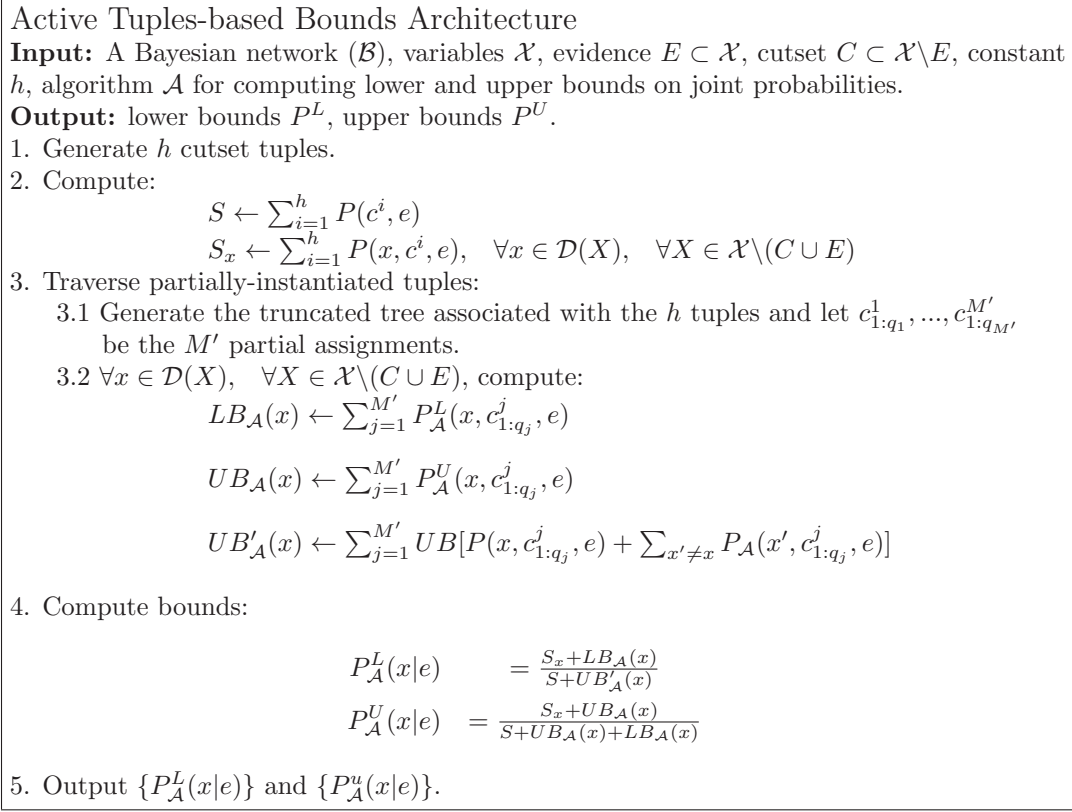 Active Tuples-based Bounds Architecture
Input: A Bayesian network (𝓑), variables 𝒳, evidence E ⊂ 𝒳, cutset C ⊂ 𝒳\E, constant
h, algorithm 𝒜 for computing lower and upper bounds on joint probabilities.
Output: lower bounds P^L, upper bounds P^U.
1. Generate h cutset tuples.
2. Compute:
S ← ∑_{i=1}^{h} P(c^i, e)
S_x ← ∑_{i=1}^{h} P(x, c^i, e), ∀x ∈ 𝒟(X), ∀X ∈ 𝒳\(C ∪ E)
3. Traverse partially-instantiated tuples:
3.1 Generate the truncated tree associated with the h tuples and let c^1_{1:q_1}, ..., c^{M'}_{1:q_{M'}}
be the M' partial assignments.
3.2 ∀x ∈ 𝒟(X), ∀X ∈ 𝒳\(C ∪ E), compute:
LB_𝒜(x) ← ∑_{j=1}^{M'} P^L_𝒜(x, c^j_{1:q_j}, e)
UB_𝒜(x) ← ∑_{j=1}^{M'} P^U_𝒜(x, c^j_{1:q_j}, e)
UB'_𝒜(x) ← ∑_{j=1}^{M'} UB[P(x, c^j_{1:q_j}, e) + ∑_{x'≠x} P_𝒜(x', c^j_{1:q_j}, e)]
4. Compute bounds:
P^L_𝒜(x|e) = \frac{S_x+LB_𝒜(x)}{S+UB'_𝒜(x)}
P^U_𝒜(x|e) = \frac{S_x+UB_𝒜(x)}{S+UB_𝒜(x)+LB_𝒜(x)}
5. Output {P^L_𝒜(x|e)} and {P^u_𝒜(x|e)}.